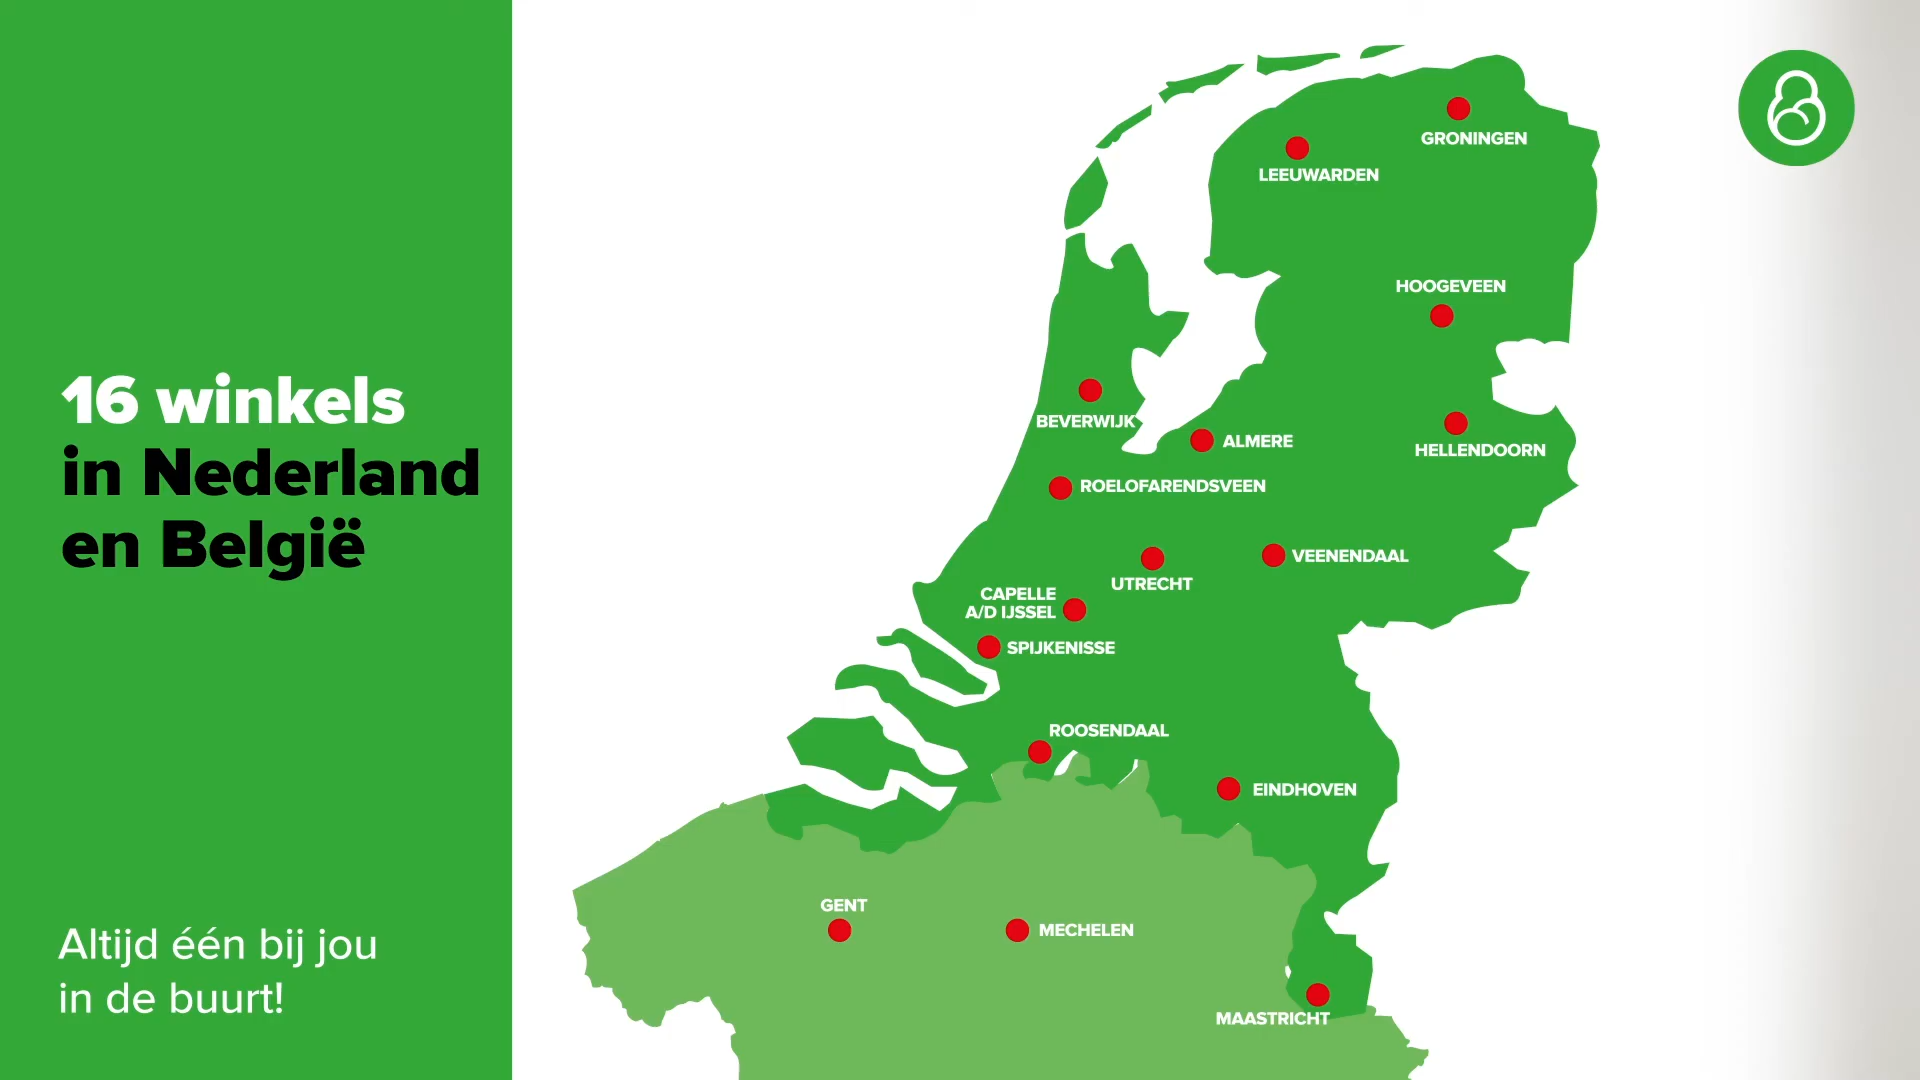 16 winkels
in Nederland
en België
Altijd één bij jou
in de buurt!
GRONINGEN
LEEUWARDEN
HOOGEVEEN
BEVERWIJK
ALMERE
HELLENDOORN
ROELOFARENDSVEEN
VEENENDAAL
UTRECHT
CAPELLE
A/D IJSSEL
SPIJKENISSE
ROOSENDAAL
EINDHOVEN
GENT
MECHELEN
MAASTRICHT